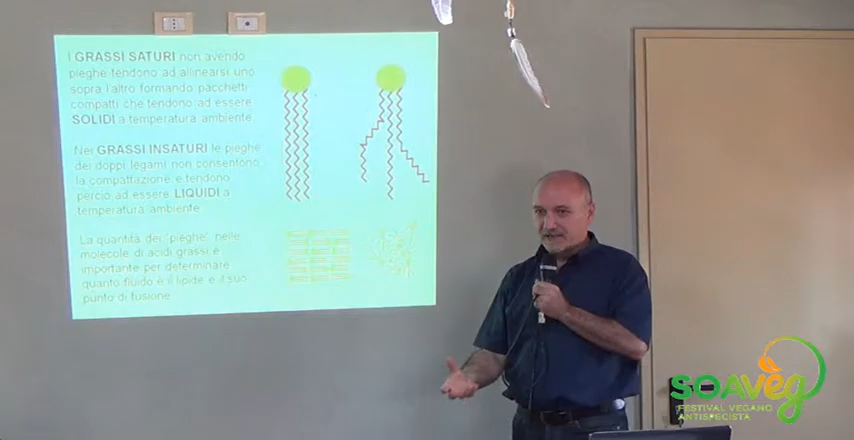 I GRASSI SATURI non avendo
pieghe tendono ad allinearsi uno
sopra l'altro formando pacchetti
compatti che tendono ad essere
SOLIDI a temperatura ambiente.
Nei GRASSI INSATURI le pieghe
dei doppi legami non consentono
la compattazione e tendono
perciò ad essere LIQUIDI a
temperatura ambiente
La quantità dei "pieghe" nelle
molecole di acidi grassi è
importante per determinare
quanto fluido è il lipide e il suo
punto di fusione
SOAVEG
FESTIVAL VEGANO
ANTISPECISTA